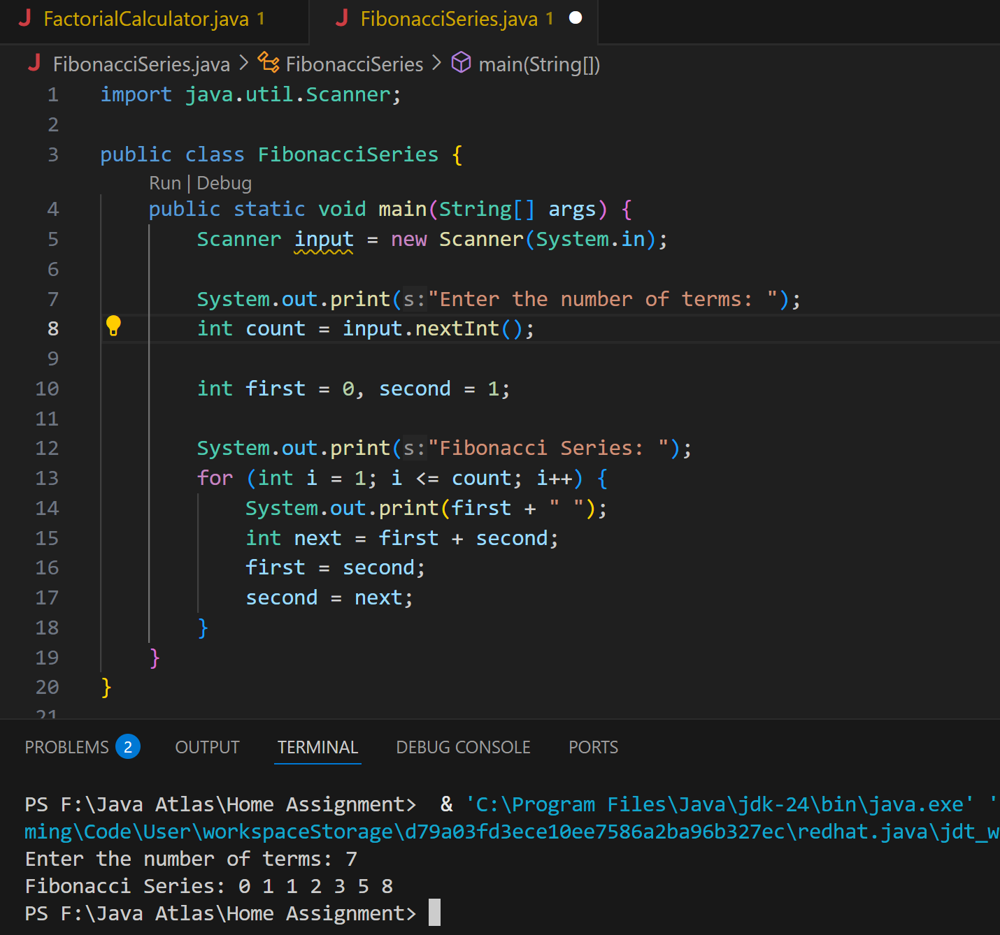 FactorialCalculator.java 1 FibonacciSeries.java 1
FibonacciSeries.java > FibonacciSeries > main(String[])
1 import java.util.Scanner;
2
3 public class FibonacciSeries {
Run | Debug
4 public static void main(String[] args) {
5 Scanner input = new Scanner(System.in);
6
7 System.out.print(s:"Enter the number of terms: ");
8 int count = input.nextInt();
9
10 int first = 0, second = 1;
11
12 System.out.print(s:"Fibonacci Series: ");
13 for (int i = 1; i <= count; i++) {
14 System.out.print(first + " ");
15 int next = first + second;
16 first = second;
17 second = next;
18 }
19 }
20 }
21
PROBLEMS 2 OUTPUT TERMINAL DEBUG CONSOLE PORTS
PS F:\Java Atlas\Home Assignment> & 'C:\Program Files\Java\jdk-24\bin\java.exe' '
ming\Code\User\workspaceStorage\d79a03fd3ece10ee7586a2ba96b327ec\redhat.java\jdt_w
Enter the number of terms: 7
Fibonacci Series: 0 1 1 2 3 5 8
PS F:\Java Atlas\Home Assignment>